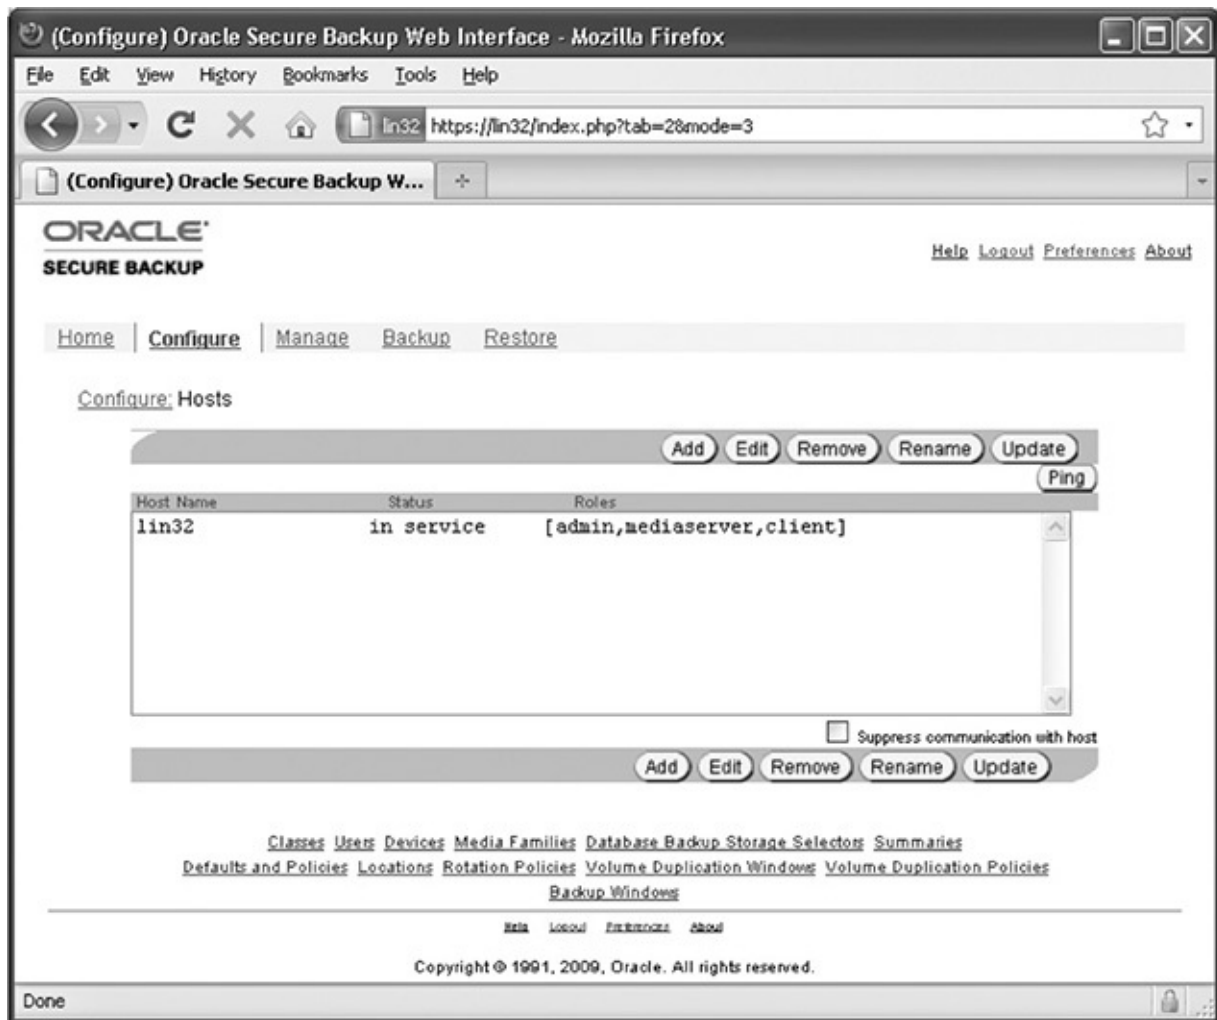 (Configure) Oracle Secure Backup Web Interface - Mozilla Firefox
File Edit View History Bookmarks Tools Help
lin32 https://lin32/index.php?tab=2&mode=3
(Configure) Oracle Secure Backup W...
ORACLE
SECURE BACKUP
Help Logout Preferences About
Home Configure Manage Backup Restore
Configure: Hosts
Add Edit Remove Rename Update
Ping
Host Name Status Roles
lin32 in service [admin,mediaserver,client]
Suppress communication with host
Add Edit Remove Rename Update
Classes Users Devices Media Families Database Backup Storage Selectors Summaries
Defaults and Policies Locations Rotation Policies Volume Duplication Windows Volume Duplication Policies
Backup Windows
Help Logout Preferences About
Copyright © 1991, 2009, Oracle. All rights reserved.
Done